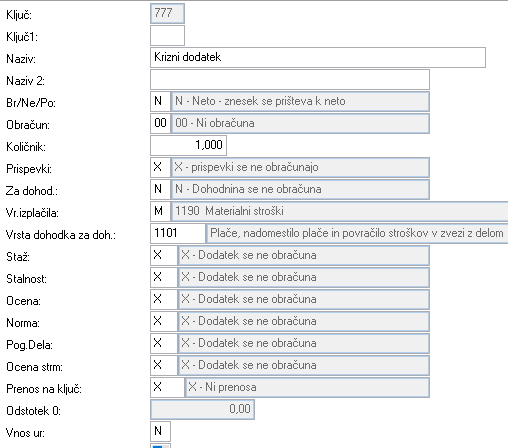 Ključ: 777
Ključ1:
Naziv: Krizni dodatek
Naziv 2:
Br/Ne/Po: N N - Neto - znesek se prišteva k neto
Obračun: 00 00 - Ni obračuna
Količnik: 1,000
Prispevki: X X - prispevki se ne obračunajo
Za dohod.: N N - Dohodnina se ne obračuna
Vr.izplačila: M 1190 Materialni stroški
Vrsta dohodka za doh.: 1101 Plače, nadomestilo plače in povračilo stroškov v zvezi z delom
Staž: X X - Dodatek se ne obračuna
Stalnost: X X - Dodatek se ne obračuna
Ocena: X X - Dodatek se ne obračuna
Norma: X X - Dodatek se ne obračuna
Pog.Dela: X X - Dodatek se ne obračuna
Ocena strm: X X - Dodatek se ne obračuna
Prenos na ključ: X X - Ni prenosa
Odstotek 0: 0,00
Vnos ur: N